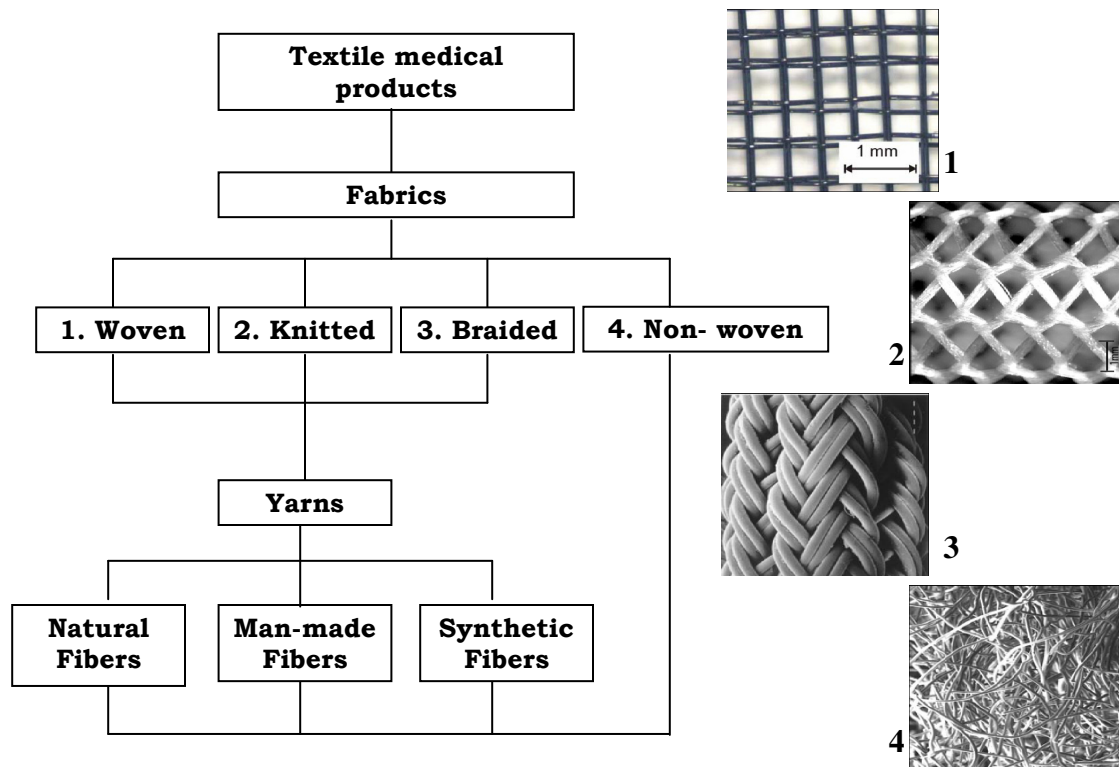 Textile medical
products
Fabrics
1. Woven
2. Knitted
3. Braided
4. Non- woven
Yarns
Natural
Fibers
Man-made
Fibers
Synthetic
Fibers
1 mm
1
2
1mm
3
4